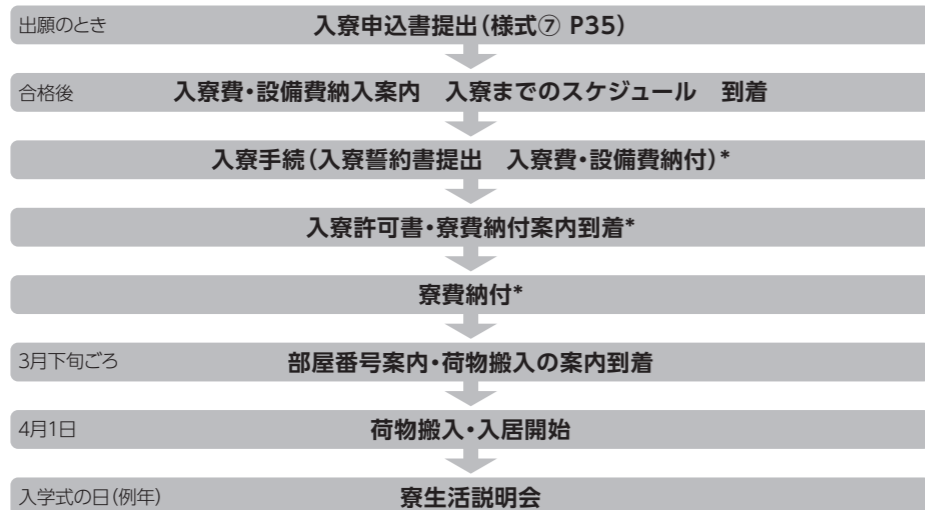 出願のとき 入寮申込書提出（様式⑦ P35）
合格後 入寮費・設備費納入案内 入寮までのスケジュール 到着
入寮手続（入寮誓約書提出 入寮費・設備費納付）*
入寮許可書・寮費納付案内到着*
寮費納付*
3月下旬ごろ 部屋番号案内・荷物搬入の案内到着
4月1日 荷物搬入・入居開始
入学式の日（例年） 寮生活説明会